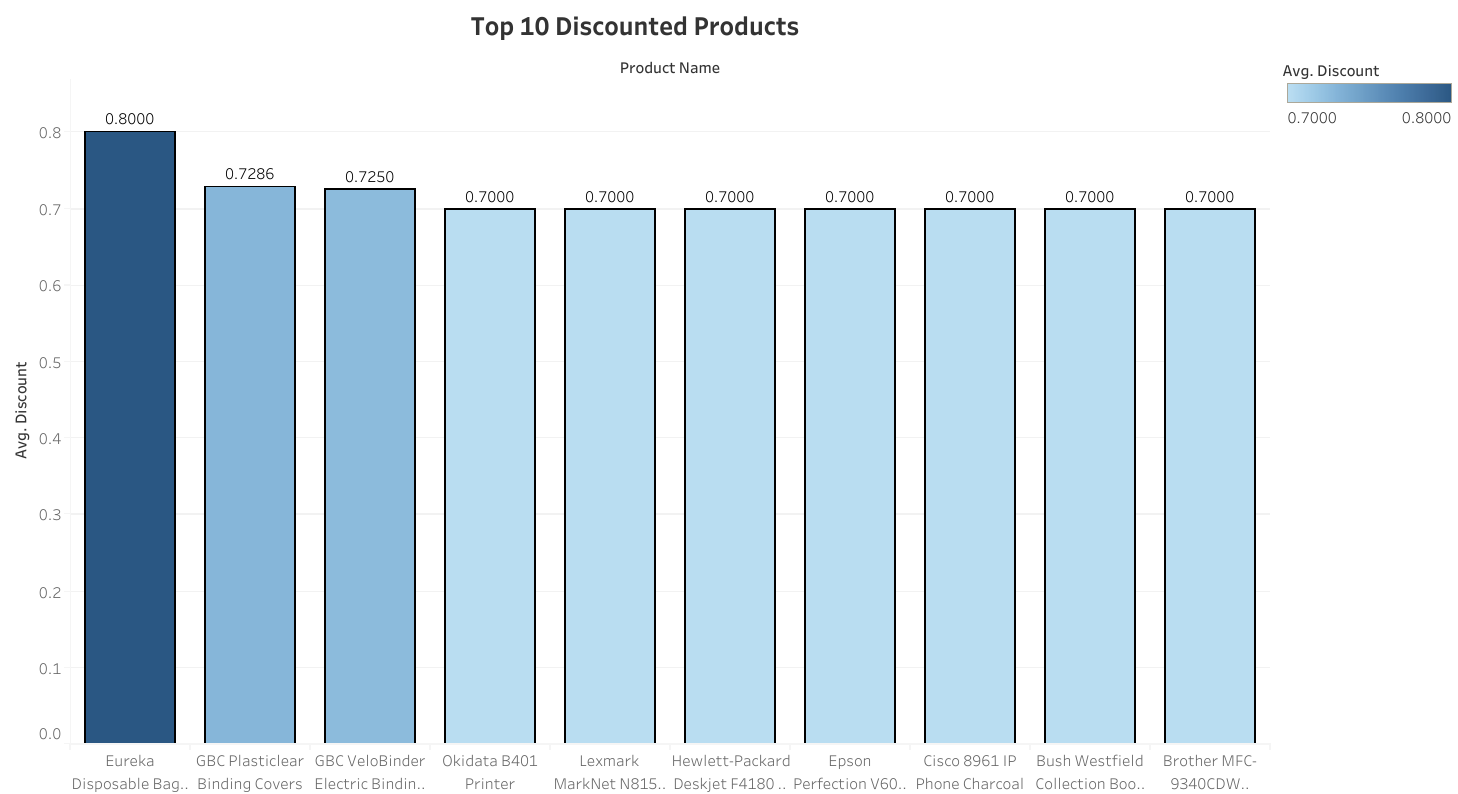 Top 10 Discounted Products
Product Name
Avg. Discount
0.7000 0.8000
0.8000
0.7286
0.7250
0.7000
0.7000
0.7000
0.7000
0.7000
0.7000
0.7000
Avg. Discount
0.8
0.7
0.6
0.5
0.4
0.3
0.2
0.1
0.0
Eureka
Disposable Bag..
GBC Plasticlear
Binding Covers
GBC VeloBinder
Electric Bindin..
Okidata B401
Printer
Lexmark
MarkNet N815..
Hewlett-Packard
Deskjet F4180 ..
Epson
Perfection V60..
Cisco 8961 IP
Phone Charcoal
Bush Westfield
Collection Boo..
Brother MFC-
9340CDW..